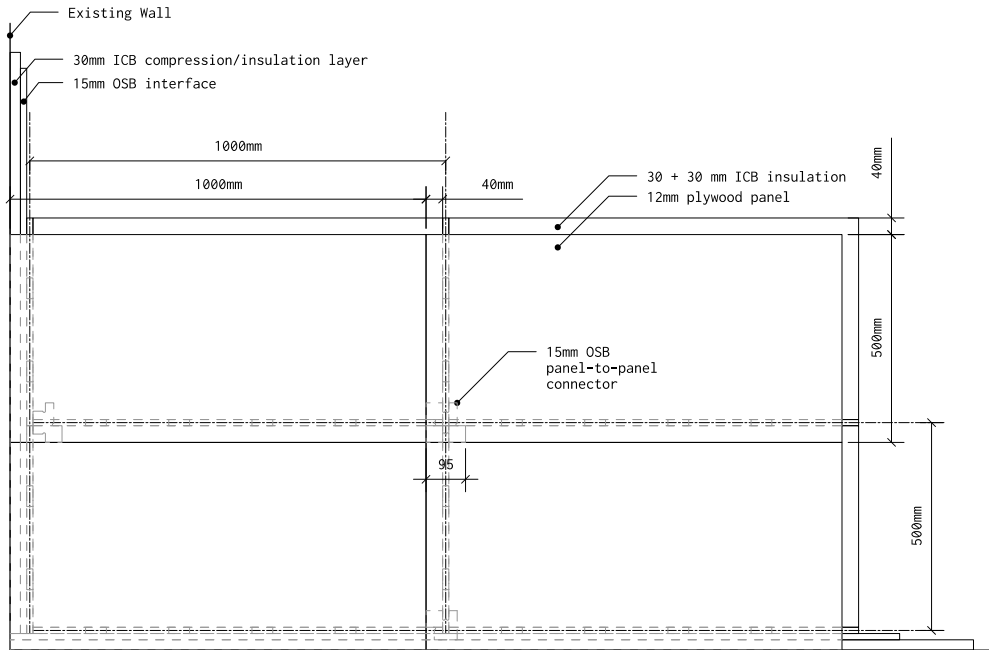 Existing Wall
30mm ICB compression/insulation layer
15mm OSB interface
1000mm
1000mm
40mm
40mm
30 + 30 mm ICB insulation
12mm plywood panel
500mm
15mm OSB
panel-to-panel
connector
95
500mm